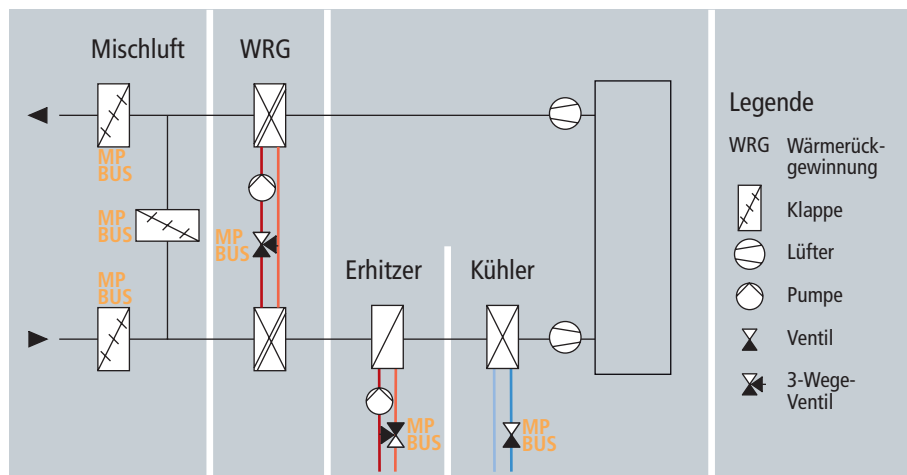 Mischluft
WRG
MP
BUS
MP
BUS
MP
BUS
MP
BUS
Erhitzer
Kühler
MP
BUS
MP
BUS
Legende
WRG Wärmerück-
gewinnung
Klappe
Lüfter
Pumpe
Ventil
3-Wege-
Ventil